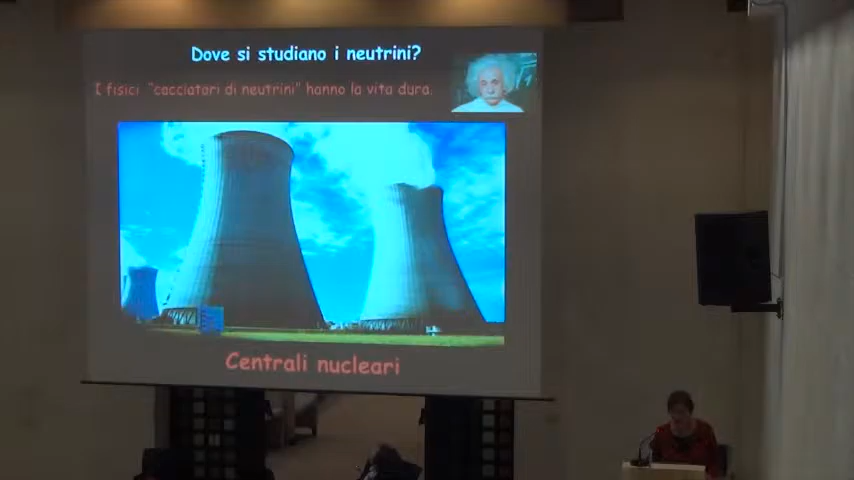 Dove si studiano i neutrini?
I fisici "cacciatori di neutrini" hanno la vita dura.
Centrali nucleari